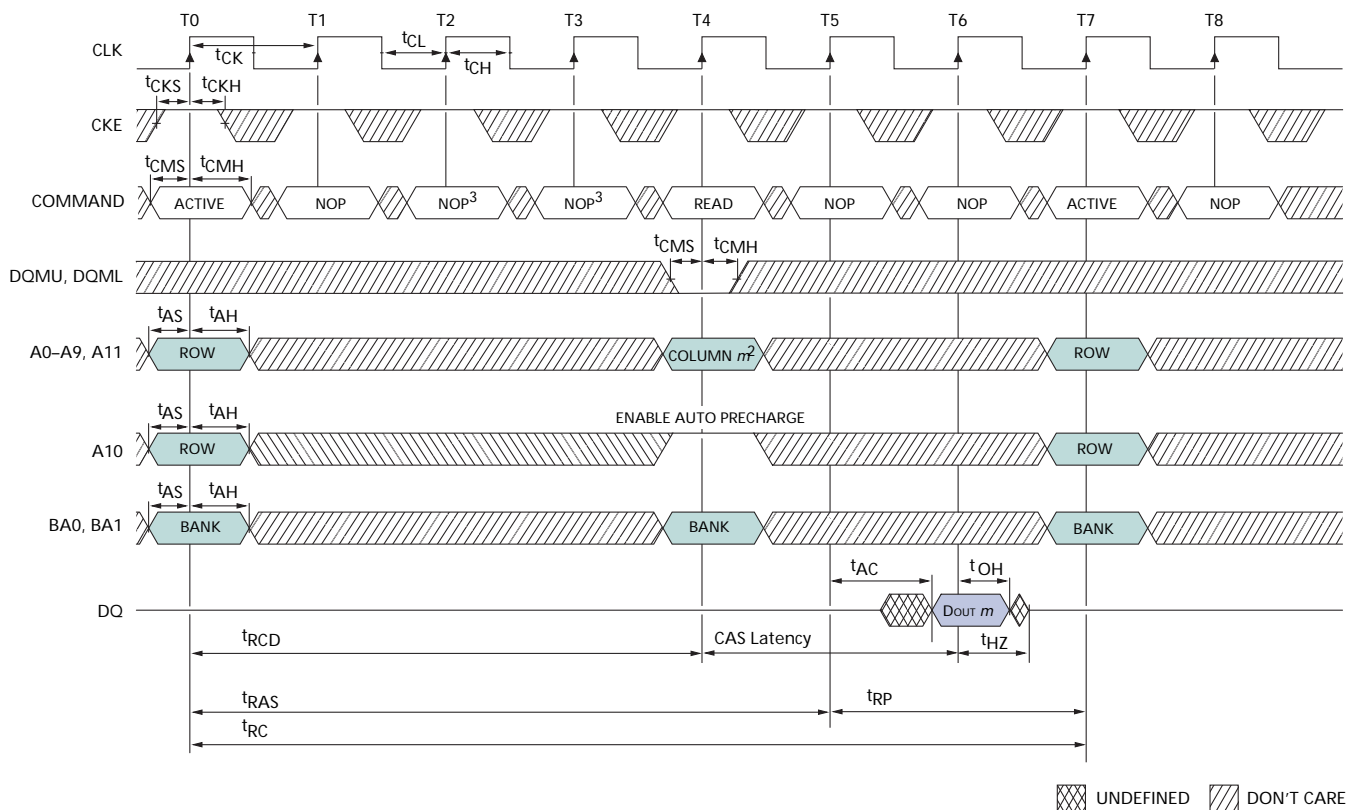 T0 T1 T2 T3 T4 T5 T6 T7 T8
CLK
tCK
tCL
tCH
tCKS
tCKH
CKE
tCMS
tCMH
COMMAND
ACTIVE
NOP
NOP3
NOP3
READ
NOP
NOP
ACTIVE
NOP
tCMS
tCMH
DQMU, DQML
tAS
tAH
A0–A9, A11
ROW
COLUMN m2
ROW
tAS
tAH
ENABLE AUTO PRECHARGE
A10
ROW
ROW
tAS
tAH
BA0, BA1
BANK
BANK
BANK
tAC
tOH
DQ
DOUT m
tRCD
CAS Latency
tHZ
tRAS
tRP
tRC
UNDEFINED
DON'T CARE